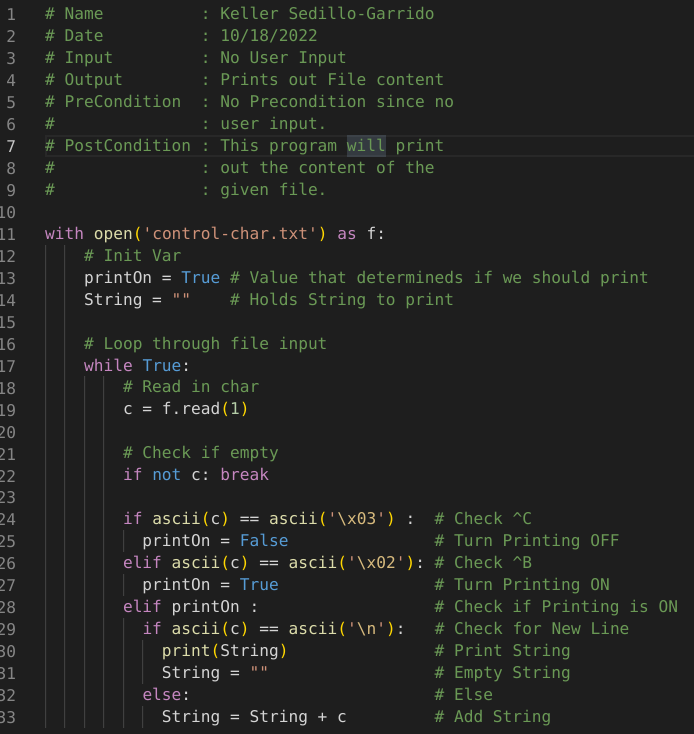 1 # Name          : Keller Sedillo-Garrido
2 # Date          : 10/18/2022
3 # Input         : No User Input
4 # Output        : Prints out File content
5 # PreCondition  : No Precondition since no
6 #               : user input.
7 # PostCondition : This program will print
8 #               : out the content of the
9 #               : given file.
10
11 with open('control-char.txt') as f:
12     # Init Var
13     printOn = True # Value that determineds if we should print
14     String = ""    # Holds String to print
15
16     # Loop through file input
17     while True:
18         # Read in char
19         c = f.read(1)
20
21         # Check if empty
22         if not c: break
23
24         if ascii(c) == ascii('\x03') :  # Check ^C
25           printOn = False               # Turn Printing OFF
26         elif ascii(c) == ascii('\x02'): # Check ^B
27           printOn = True                # Turn Printing ON
28         elif printOn :                  # Check if Printing is ON
29           if ascii(c) == ascii('\n'):   # Check for New Line
30             print(String)               # Print String
31             String = ""                 # Empty String
32           else:                         # Else
33             String = String + c         # Add String